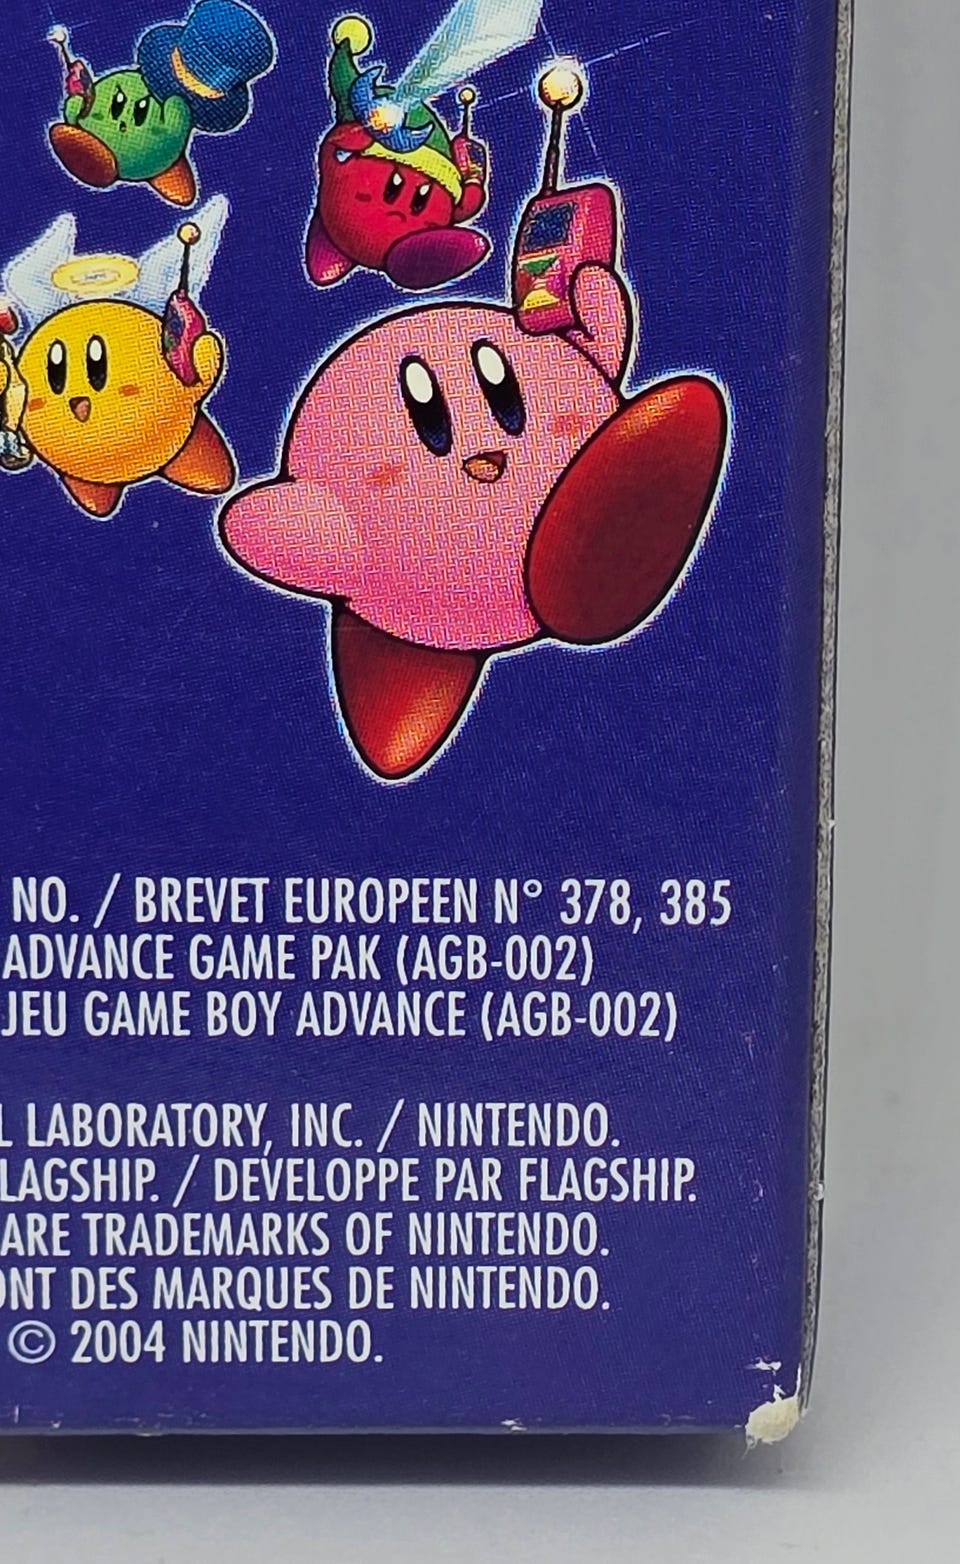 NO. / BREVET EUROPEEN N° 378, 385
ADVANCE GAME PAK (AGB-002)
JEU GAME BOY ADVANCE (AGB-002)
LABORATORY, INC. / NINTENDO.
LAGSHIP. / DEVELOPPE PAR FLAGSHIP.
ARE TRADEMARKS OF NINTENDO.
ONT DES MARQUES DE NINTENDO.
© 2004 NINTENDO.